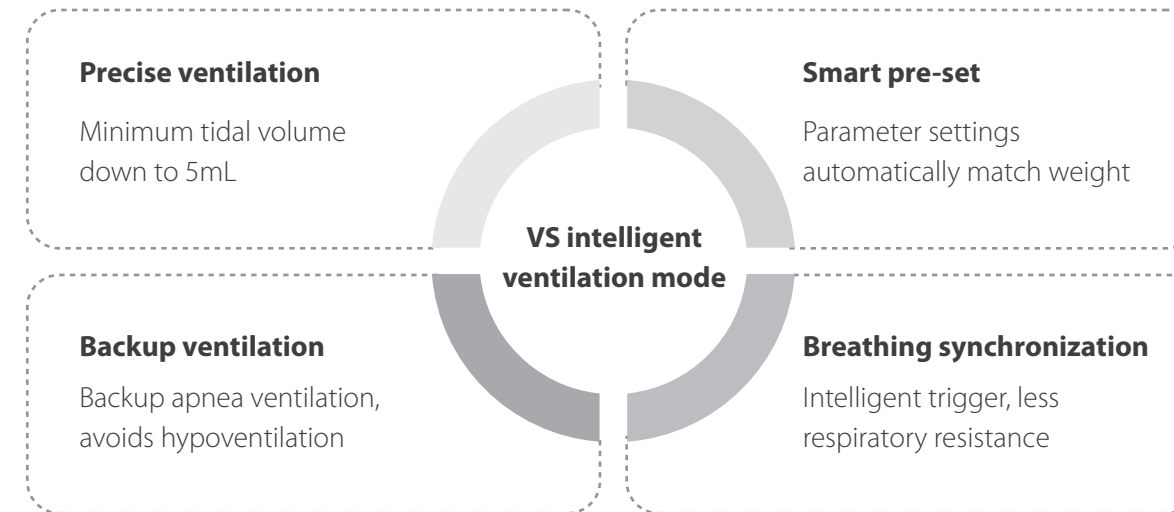 Precise ventilation
Minimum tidal volume
down to 5mL
Smart pre-set
Parameter settings
automatically match weight
VS intelligent
ventilation mode
Backup ventilation
Backup apnea ventilation,
avoids hypoventilation
Breathing synchronization
Intelligent trigger, less
respiratory resistance